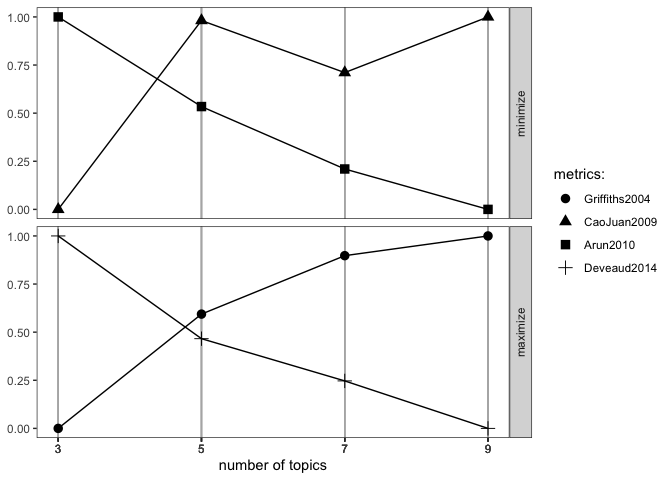 1.00
0.75
0.50
0.25
0.00
minimize
1.00
0.75
0.50
0.25
0.00
maximize
3 5 7 9
number of topics
metrics:
Griffiths2004
CaoJuan2009
Arun2010
Deveaud2014